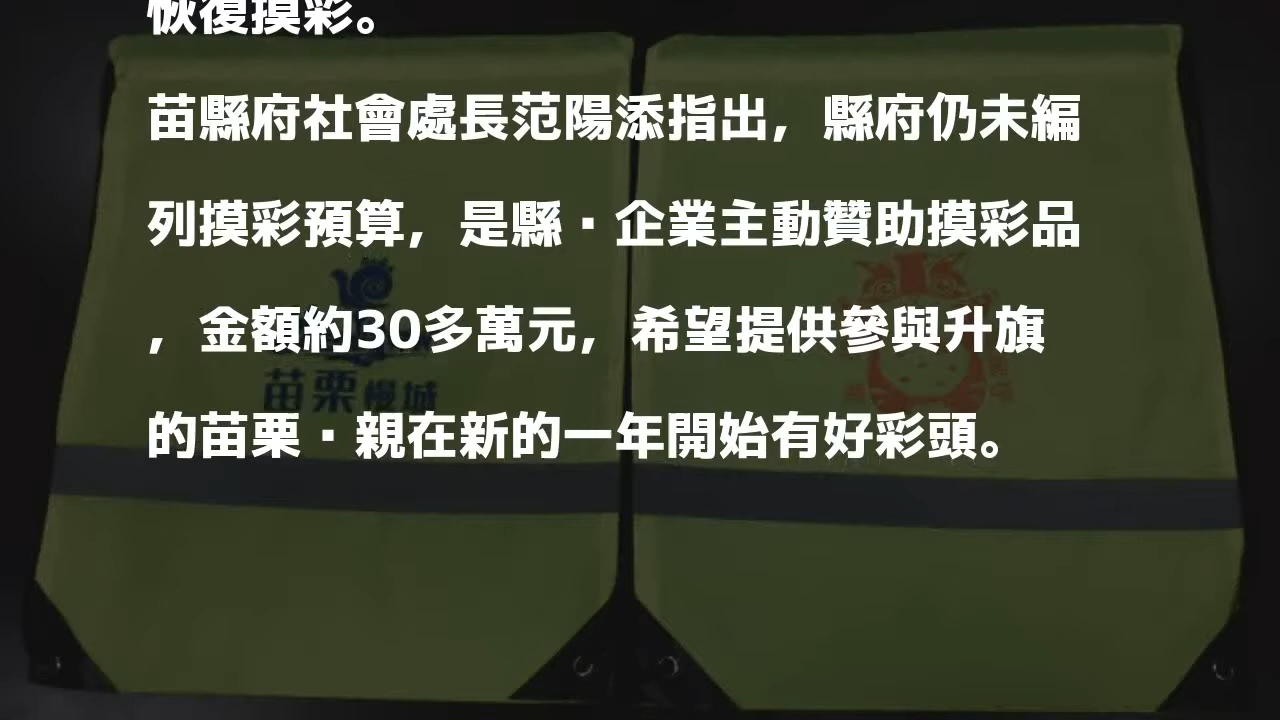 恢復摸彩。
苗縣府社會處長范陽添指出，縣府仍未編
列摸彩預算，是縣▪企業主動贊助摸彩品
，金額約30多萬元，希望提供參與升旗
的苗栗▪親在新的一年開始有好彩頭。
苗栗慢城